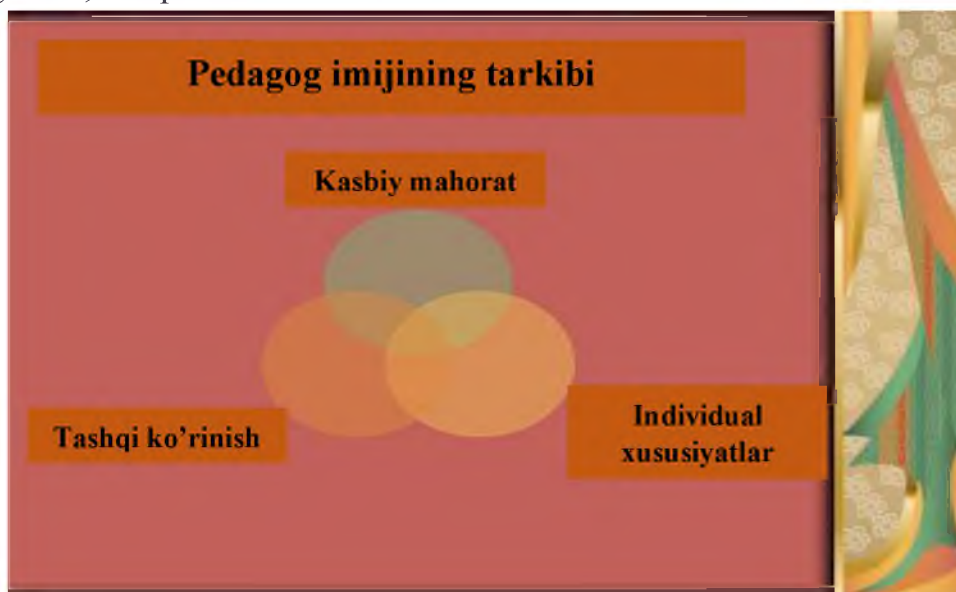 Pedagog imijining tarkibi
Kasbiy mahorat
Tashqi ko'rinish
Individual
xususiyatlar